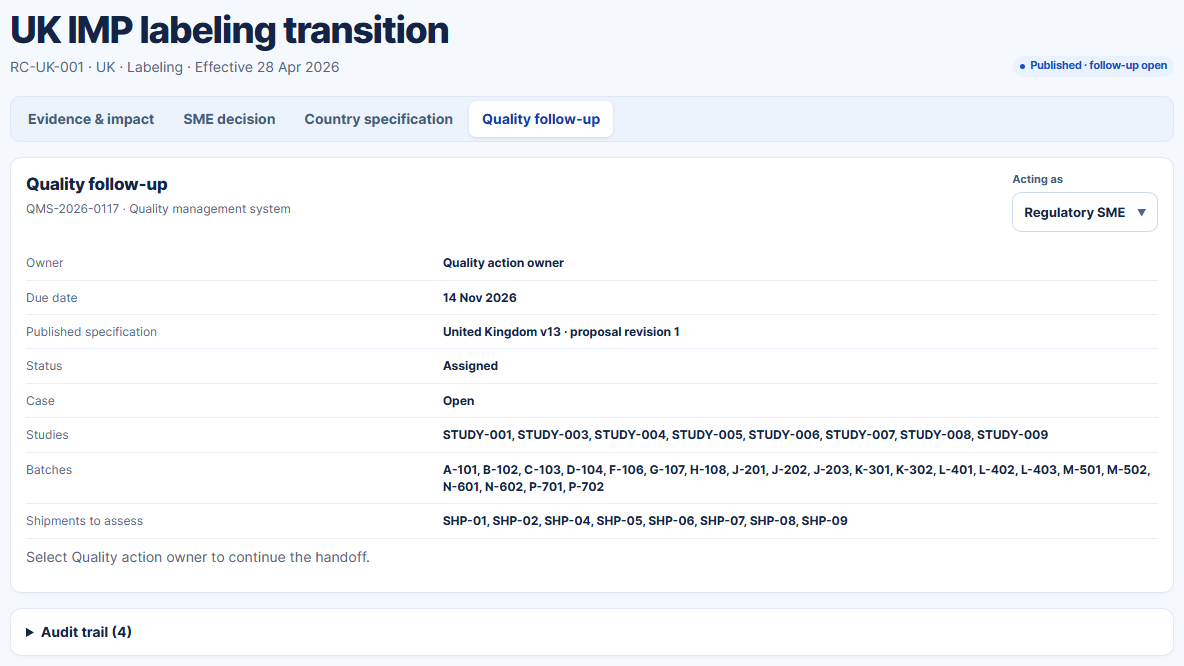 UK IMP labeling transition
RC-UK-001 · UK · Labeling · Effective 28 Apr 2026
Published · follow-up open
Evidence & impact
SME decision
Country specification
Quality follow-up
Quality follow-up
QMS-2026-0117 · Quality management system
Acting as
Regulatory SME
Owner
Quality action owner
Due date
14 Nov 2026
Published specification
United Kingdom v13 · proposal revision 1
Status
Assigned
Case
Open
Studies
STUDY-001, STUDY-003, STUDY-004, STUDY-005, STUDY-006, STUDY-007, STUDY-008, STUDY-009
Batches
A-101, B-102, C-103, D-104, F-106, G-107, H-108, J-201, J-202, J-203, K-301, K-302, L-401, L-402, L-403, M-501, M-502,
N-601, N-602, P-701, P-702
Shipments to assess
SHP-01, SHP-02, SHP-04, SHP-05, SHP-06, SHP-07, SHP-08, SHP-09
Select Quality action owner to continue the handoff.
Audit trail (4)